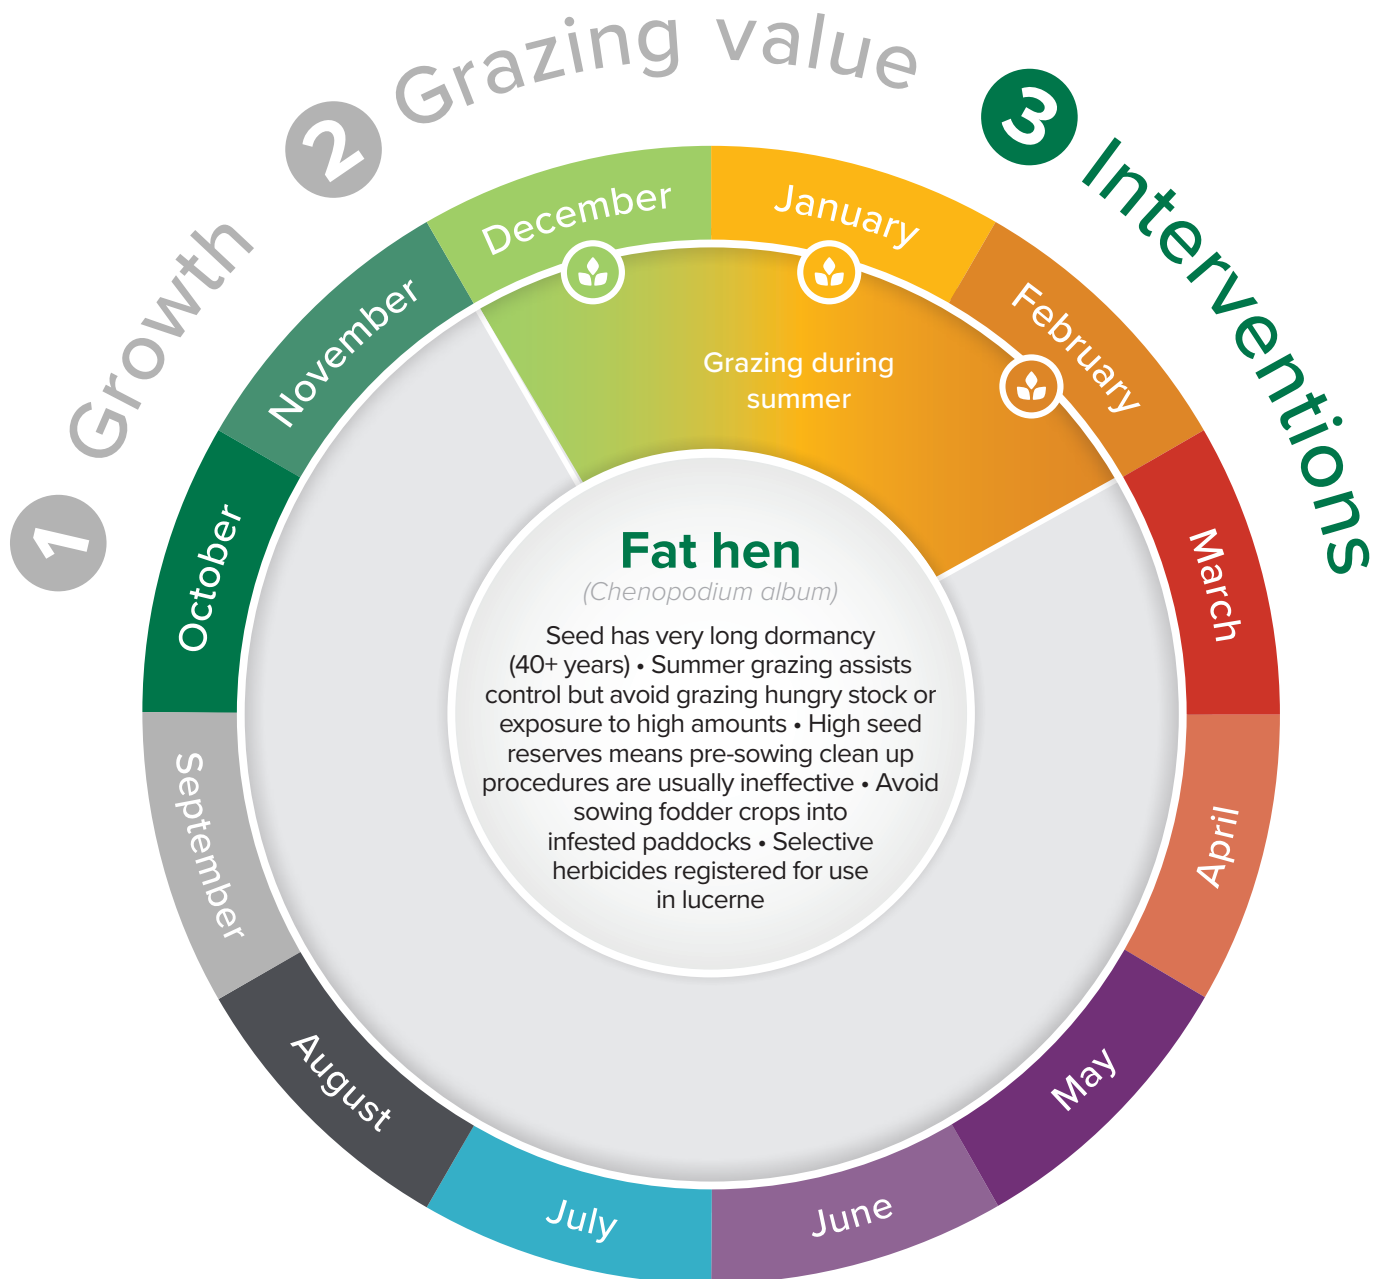 1 Growth
2 Grazing value
3 Interventions
December
January
February
March
April
May
June
July
August
September
October
November
Grazing during
summer
Fat hen
(Chenopodium album)
Seed has very long dormancy
(40+ years) • Summer grazing assists
control but avoid grazing hungry stock or
exposure to high amounts • High seed
reserves means pre-sowing clean up
procedures are usually ineffective • Avoid
sowing fodder crops into
infested paddocks • Selective
herbicides registered for use
in lucerne